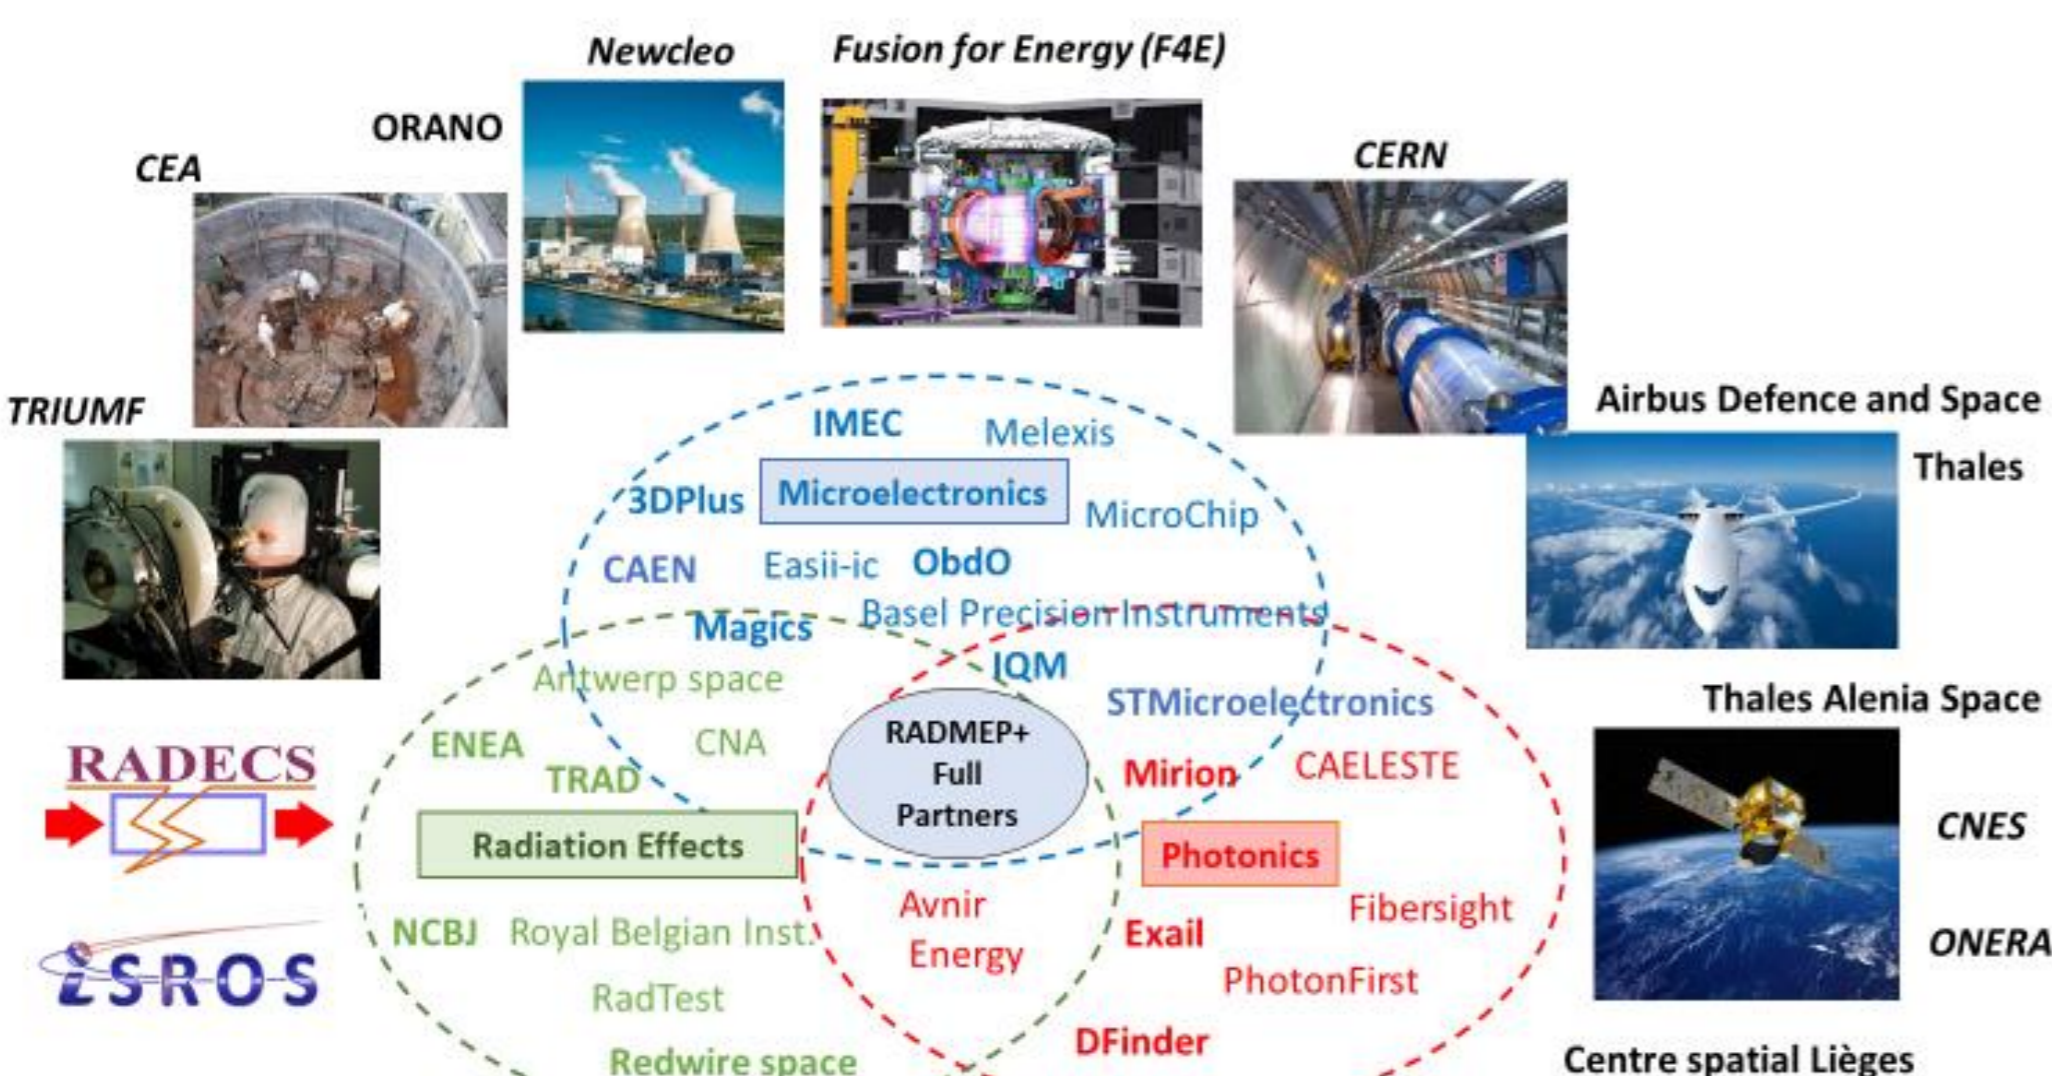 Newcleo
Fusion for Energy (F4E)
ORANO
CERN
CEA
Airbus Defence and Space
TRIUMF
IMEC
Melexis
Thales
3DPlus
Microelectronics
MicroChip
CAEN
Easii-ic
ObdO
Basel Precision Instruments
Magics
IQM
Antwerp space
STMicroelectronics
Thales Alenia Space
RADMEP+
Full
Partners
ENEA
CNA
TRAD
Mirion
CAELESTE
RADECS
CNES
Radiation Effects
Photonics
Avnir
Energy
Fibersight
NCBJ
Royal Belgian Inst.
Exail
ONERA
iSROS
PhotonFirst
RadTest
DFinder
Redwire space
Centre spatial Lièges